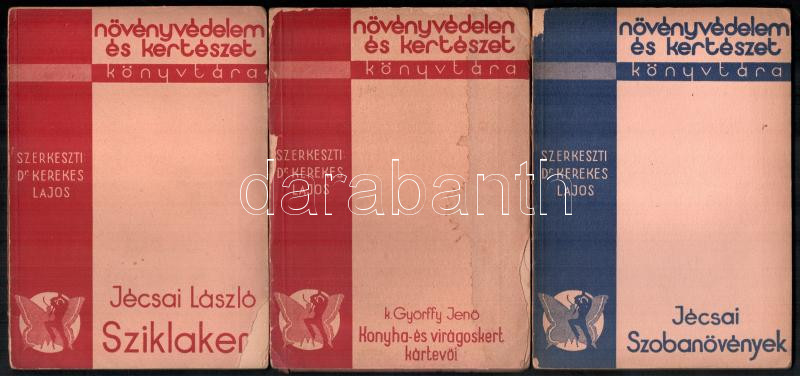 növényvédelem
és kertészet
könyvtára
SZERKESZTI
Dr KEREKES
LAJOS
Jécsai László
Sziklaker
növényvédelem
és kertészet
könyvtára
SZERKESZTI
Dr KEREKES
LAJOS
k. Györffy Jenő
Konyha-és virágoskert
kártevői
növényvédelem
és kertészet
könyvtára
SZERKESZTI
Dr KEREKES
LAJOS
Jécsai
Szobanövények
darabanth